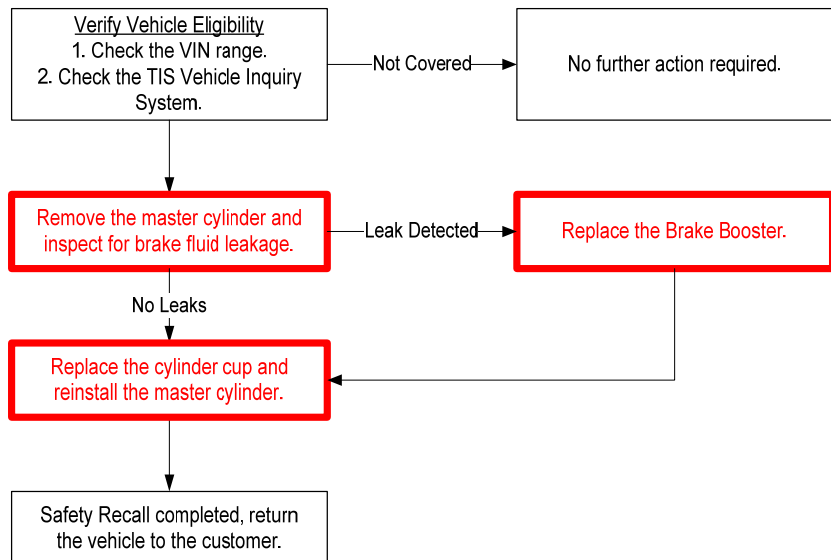 Verify Vehicle Eligibility
1. Check the VIN range.
2. Check the TIS Vehicle Inquiry
System.
Not Covered
No further action required.
Remove the master cylinder and
inspect for brake fluid leakage.
Leak Detected
Replace the Brake Booster.
No Leaks
Replace the cylinder cup and
reinstall the master cylinder.
Safety Recall completed, return
the vehicle to the customer.